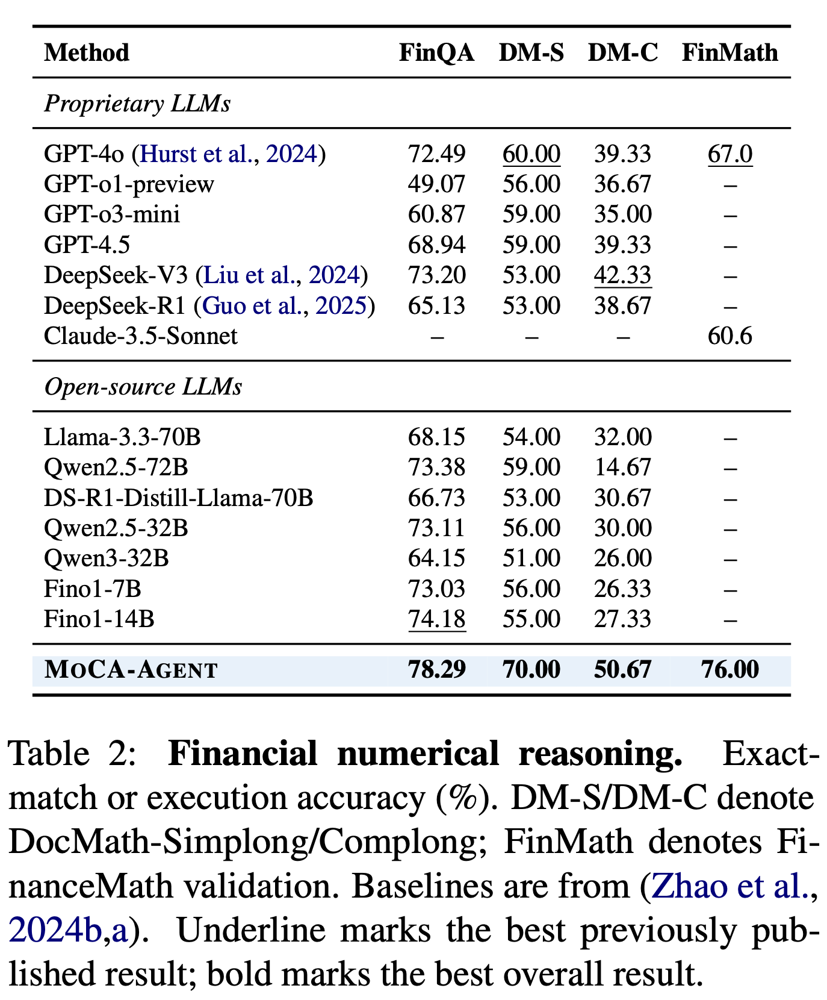 Method FinQA DM-S DM-C FinMath
Proprietary LLMs
GPT-4o (Hurst et al., 2024) 72.49 60.00 39.33 67.0
GPT-o1-preview 49.07 56.00 36.67 –
GPT-o3-mini 60.87 59.00 35.00 –
GPT-4.5 68.94 59.00 39.33 –
DeepSeek-V3 (Liu et al., 2024) 73.20 53.00 42.33 –
DeepSeek-R1 (Guo et al., 2025) 65.13 53.00 38.67 –
Claude-3.5-Sonnet – – – 60.6
Open-source LLMs
Llama-3.3-70B 68.15 54.00 32.00 –
Qwen2.5-72B 73.38 59.00 14.67 –
DS-R1-Distill-Llama-70B 66.73 53.00 30.67 –
Qwen2.5-32B 73.11 56.00 30.00 –
Qwen3-32B 64.15 51.00 26.00 –
Fino1-7B 73.03 56.00 26.33 –
Fino1-14B 74.18 55.00 27.33 –
MOCA-AGENT 78.29 70.00 50.67 76.00
Table 2: Financial numerical reasoning. Exact-
match or execution accuracy (%). DM-S/DM-C denote
DocMath-Simplong/Complong; FinMath denotes Fi-
nanceMath validation. Baselines are from (Zhao et al.,
2024b,a). Underline marks the best previously pub-
lished result; bold marks the best overall result.